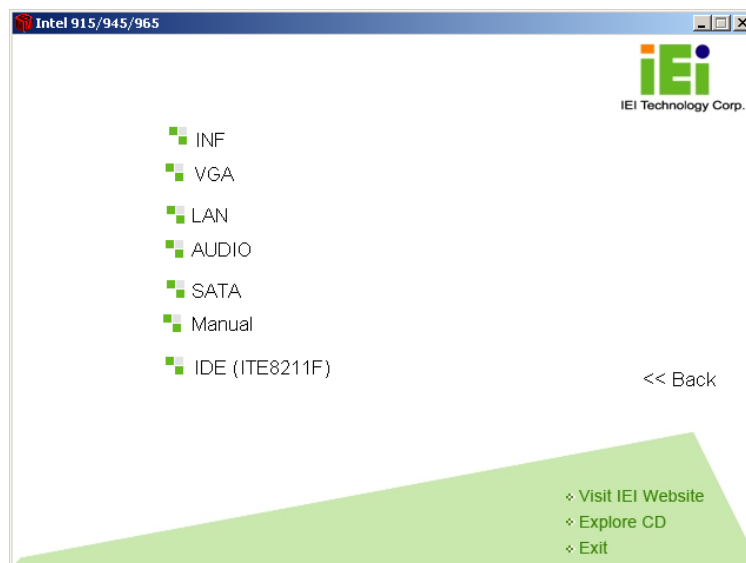 Intel 915/945/965
iEi
IEI Technology Corp.
INF
VGA
LAN
AUDIO
SATA
Manual
IDE (ITE8211F)
<< Back
Visit IEI Website
Explore CD
Exit